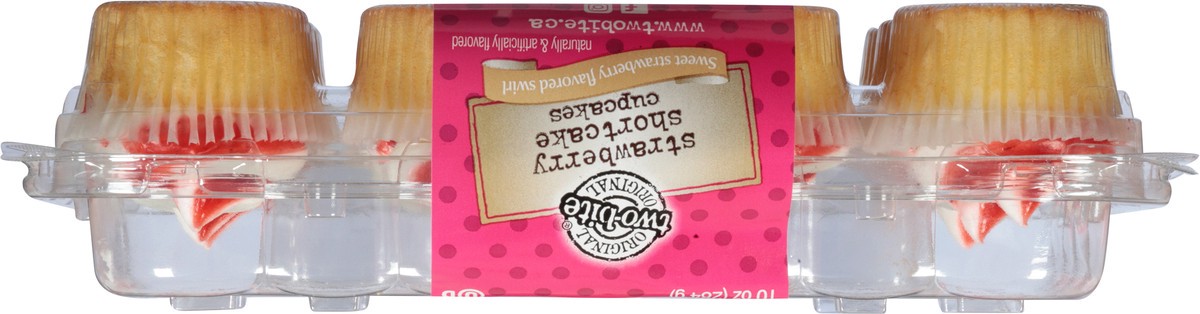 10 oz (284 g)
ORIGINAL
two·bite®
ORIGINAL
strawberry
shortcake
cupcakes
Sweet strawberry flavored swirl
naturally & artificially flavored
www.twobite.ca